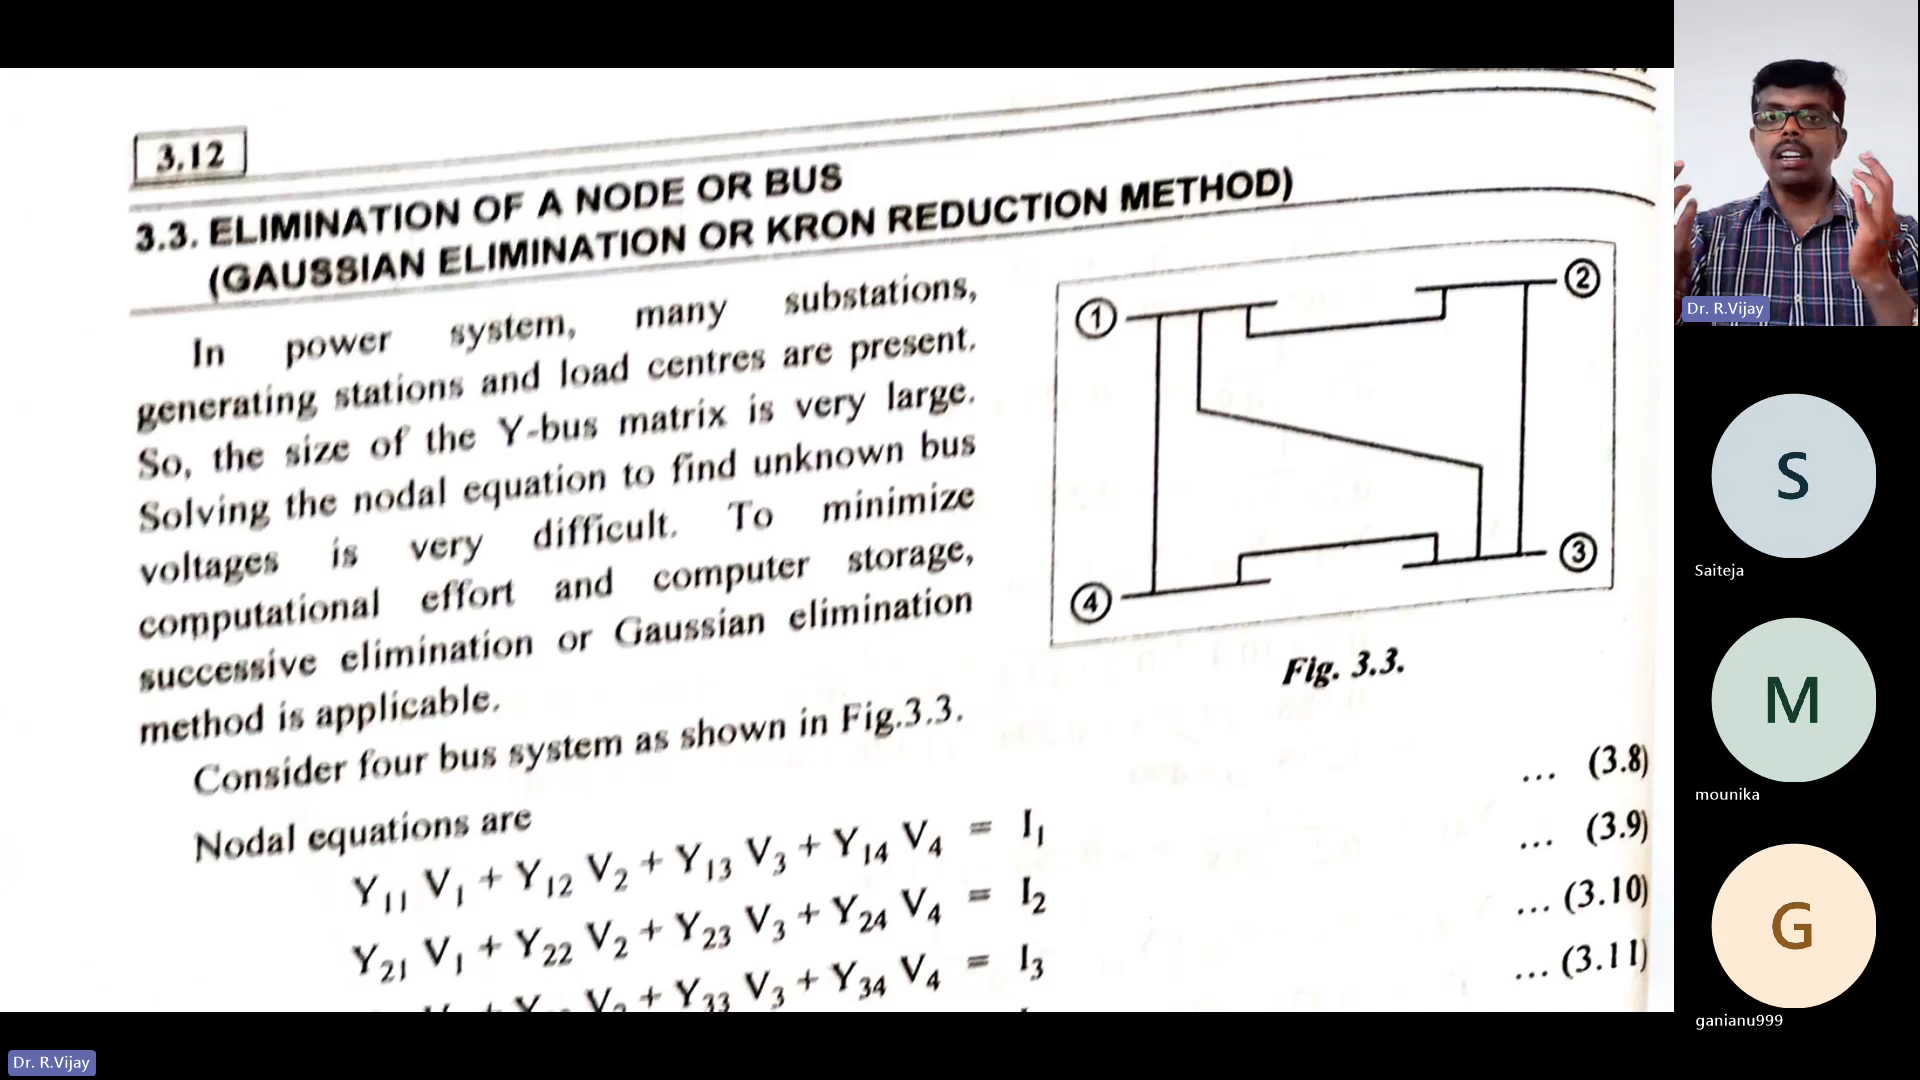 3.12
3.3. ELIMINATION OF A NODE OR BUS
(GAUSSIAN ELIMINATION OR KRON REDUCTION METHOD)
In power system, many substations,
generating stations and load centres are present.
So, the size of the Y-bus matrix is very large.
Solving the nodal equation to find unknown bus
voltages is very difficult. To minimize
computational effort and computer storage,
successive elimination or Gaussian elimination
method is applicable.
Consider four bus system as shown in Fig.3.3.
Nodal equations are
1
2
3
4
Fig. 3.3.
Y₁₁ V₁ + Y₁₂ V₂ + Y₁₃ V₃ + Y₁₄ V₄ = I₁ ... (3.8)
Y₂₁ V₁ + Y₂₂ V₂ + Y₂₃ V₃ + Y₂₄ V₄ = I₂ ... (3.9)
V₂ + Y₃₃ V₃ + Y₃₄ V₄ = I₃ ... (3.10)
... (3.11)
Dr. R.Vijay
S
Saiteja
M
mounika
G
ganianu999
Dr. R.Vijay